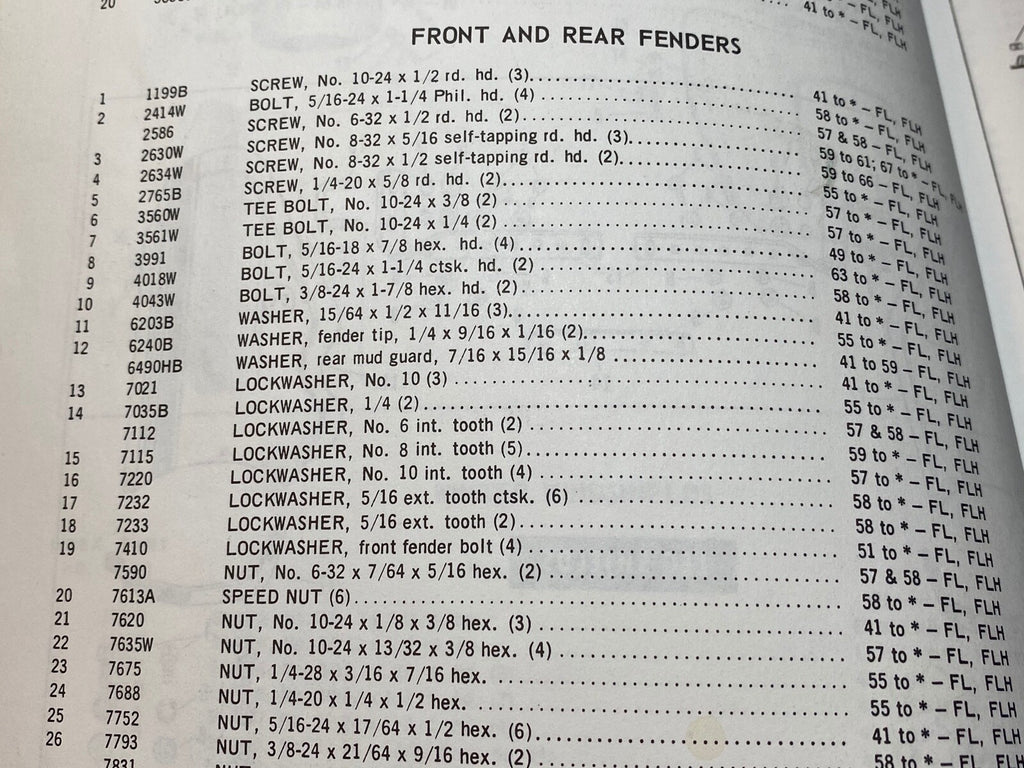 20 41 to * – FL, FLH
FRONT AND REAR FENDERS
1 1199B SCREW, No. 10-24 x 1/2 rd. hd. (3) 41 to * – FL, FLH
2 2414W BOLT, 5/16-24 x 1-1/4 Phil. hd. (4) 58 to * – FL, FLH
2586 SCREW, No. 6-32 x 1/2 rd. hd. (2) 57 & 58 – FL, FLH
3 2630W SCREW, No. 8-32 x 5/16 self-tapping rd. hd. (3) 59 to 61; 67 to * – FL, FLH
4 2634W SCREW, No. 8-32 x 1/2 self-tapping rd. hd. (2) 59 to 66 – FL, FLH
5 2765B SCREW, 1/4-20 x 5/8 rd. hd. (2) 55 to * – FL, FLH
6 3560W TEE BOLT, No. 10-24 x 3/8 (2) 57 to * – FL, FLH
7 3561W TEE BOLT, No. 10-24 x 1/4 (2) 57 to * – FL, FLH
8 3991 BOLT, 5/16-18 x 7/8 hex. hd. (4) 49 to * – FL, FLH
9 4018W BOLT, 5/16-24 x 1-1/4 ctsk. hd. (2) 63 to * – FL, FLH
10 4043W BOLT, 3/8-24 x 1-7/8 hex. hd. (2) 58 to * – FL, FLH
11 6203B WASHER, 15/64 x 1/2 x 11/16 (3) 41 to * – FL, FLH
12 6240B WASHER, fender tip, 1/4 x 9/16 x 1/16 (2) 55 to * – FL, FLH
6490HB WASHER, rear mud guard, 7/16 x 15/16 x 1/8 41 to 59 – FL, FLH
13 7021 LOCKWASHER, No. 10 (3) 41 to * – FL, FLH
14 7035B LOCKWASHER, 1/4 (2) 55 to * – FL, FLH
7112 LOCKWASHER, No. 6 int. tooth (2) 57 & 58 – FL, FLH
15 7115 LOCKWASHER, No. 8 int. tooth (5) 59 to * – FL, FLH
16 7220 LOCKWASHER, No. 10 int. tooth (4) 57 to * – FL, FLH
17 7232 LOCKWASHER, 5/16 ext. tooth ctsk. (6) 58 to * – FL, FLH
18 7233 LOCKWASHER, 5/16 ext. tooth (2) 58 to * – FL, FLH
19 7410 LOCKWASHER, front fender bolt (4) 51 to * – FL, FLH
7590 NUT, No. 6-32 x 7/64 x 5/16 hex. (2) 57 & 58 – FL, FLH
20 7613A SPEED NUT (6) 58 to * – FL, FLH
21 7620 NUT, No. 10-24 x 1/8 x 3/8 hex. (3) 41 to * – FL, FLH
22 7635W NUT, No. 10-24 x 13/32 x 3/8 hex. (4) 57 to * – FL, FLH
23 7675 NUT, 1/4-28 x 3/16 x 7/16 hex. 55 to * – FL, FLH
24 7688 NUT, 1/4-20 x 1/4 x 1/2 hex. 55 to * – FL, FLH
25 7752 NUT, 5/16-24 x 17/64 x 1/2 hex. (6) 41 to * – FL, FLH
26 7793 NUT, 3/8-24 x 21/64 x 9/16 hex. (2) 58 to * – FL, FLH
7831